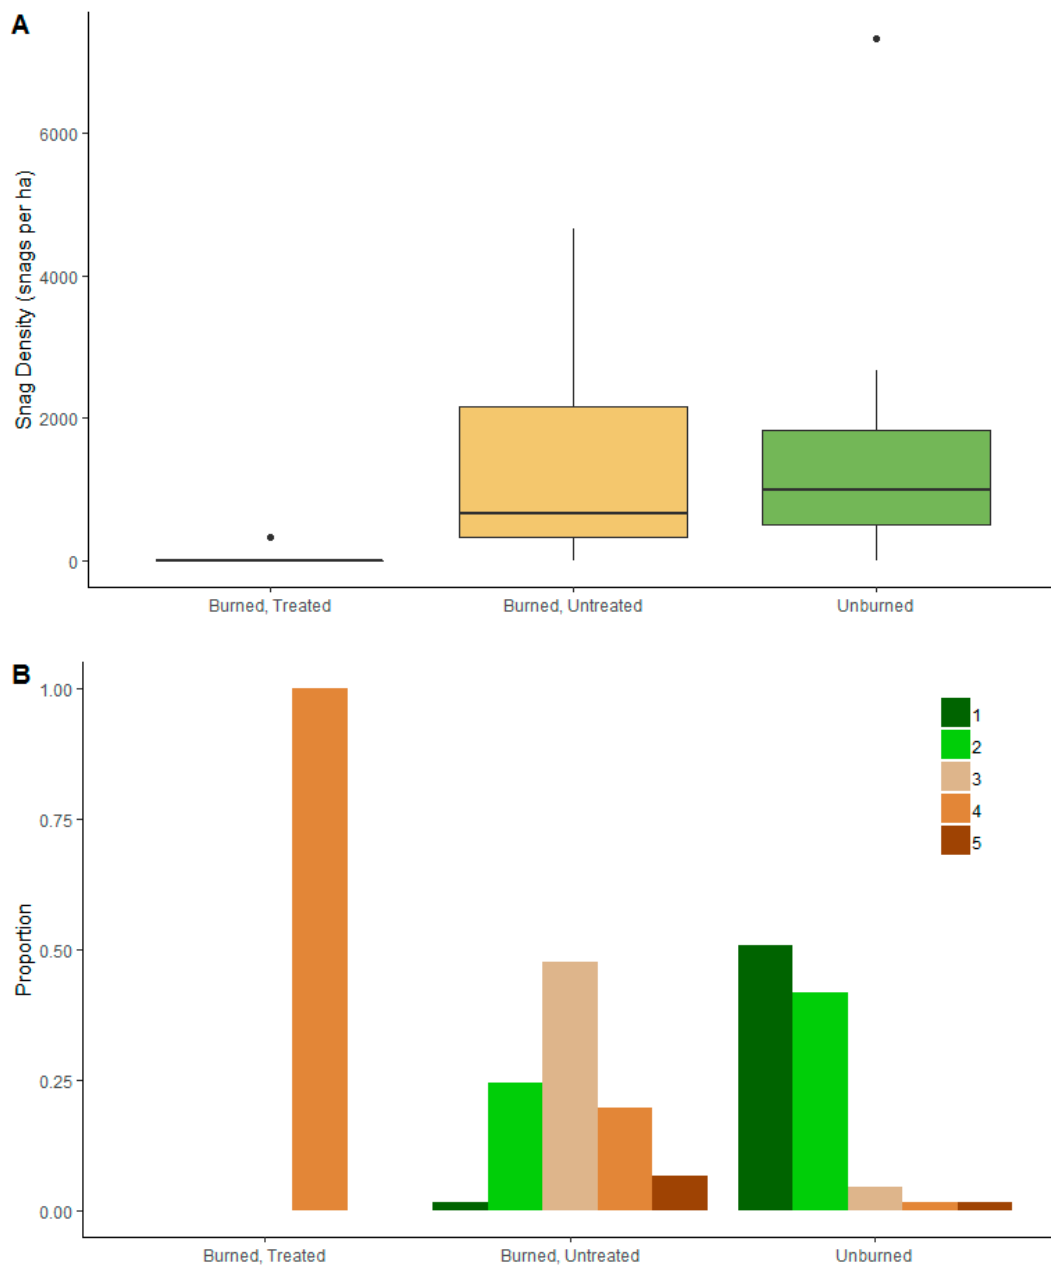 A
Snag Density (snags per ha)
6000
4000
2000
0
Burned, Treated
Burned, Untreated
Unburned
B
Proportion
1.00
0.75
0.50
0.25
0.00
1
2
3
4
5
Burned, Treated
Burned, Untreated
Unburned